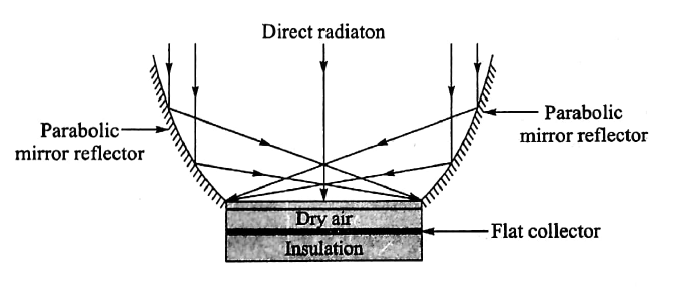 Direct radiaton
Parabolic
mirror reflector
Parabolic
mirror reflector
Dry air
Flat collector
Insulation